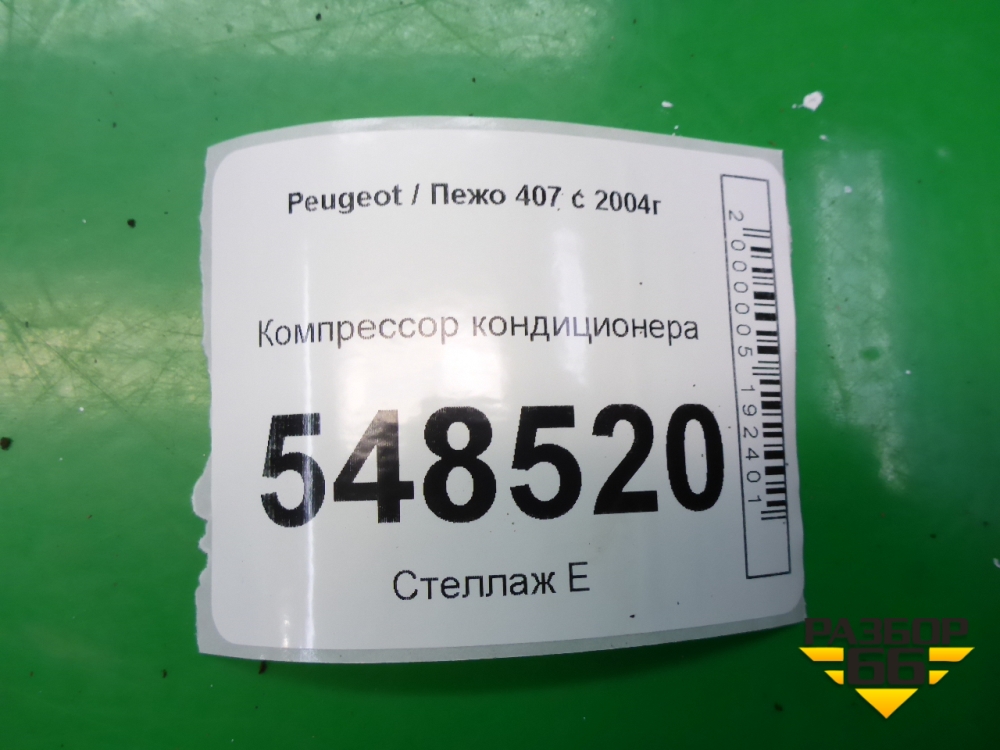 Peugeot / Пежо 407 с 2004г
Компрессор кондиционера
548520
Стеллаж Е
2000005192401
РАЗБОР
66